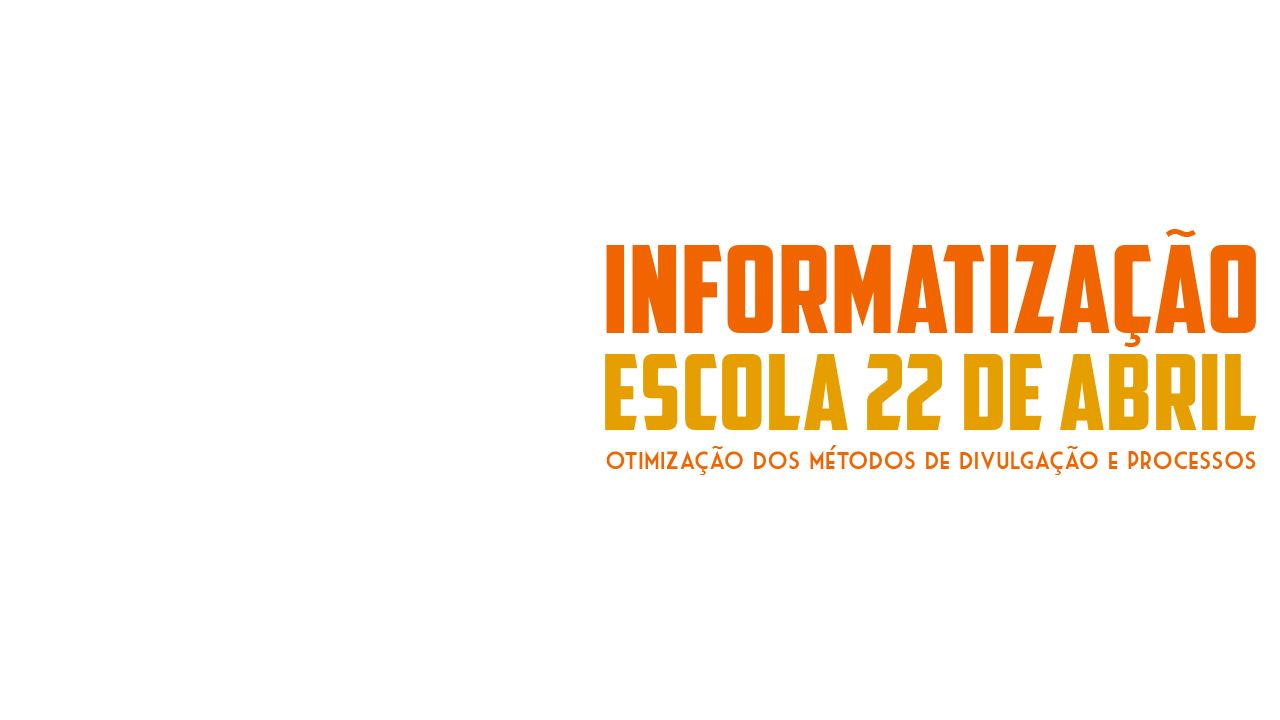 INFORMATIZAÇÃO
ESCOLA 22 DE ABRIL
OTIMIZAÇÃO DOS MÉTODOS DE DIVULGAÇÃO E PROCESSOS